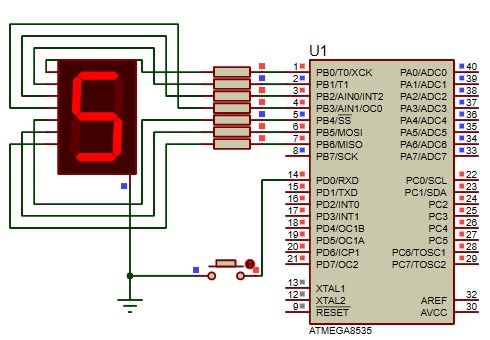 U1
1 PB0/T0/XCK PA0/ADC0 40
2 PB1/T1 PA1/ADC1 39
3 PB2/AIN0/INT2 PA2/ADC2 38
4 PB3/AIN1/OC0 PA3/ADC3 37
5 PB4/SS PA4/ADC4 36
6 PB5/MOSI PA5/ADC5 35
7 PB6/MISO PA6/ADC6 34
8 PB7/SCK PA7/ADC7 33
14 PD0/RXD PC0/SCL 22
15 PD1/TXD PC1/SDA 23
16 PD2/INT0 PC2 24
17 PD3/INT1 PC3 25
18 PD4/OC1B PC4 26
19 PD5/OC1A PC5 27
20 PD6/ICP1 PC6/TOSC1 28
21 PD7/OC2 PC7/TOSC2 29
13 XTAL1
12 XTAL2 AREF 32
9 RESET AVCC 30
ATMEGA8535